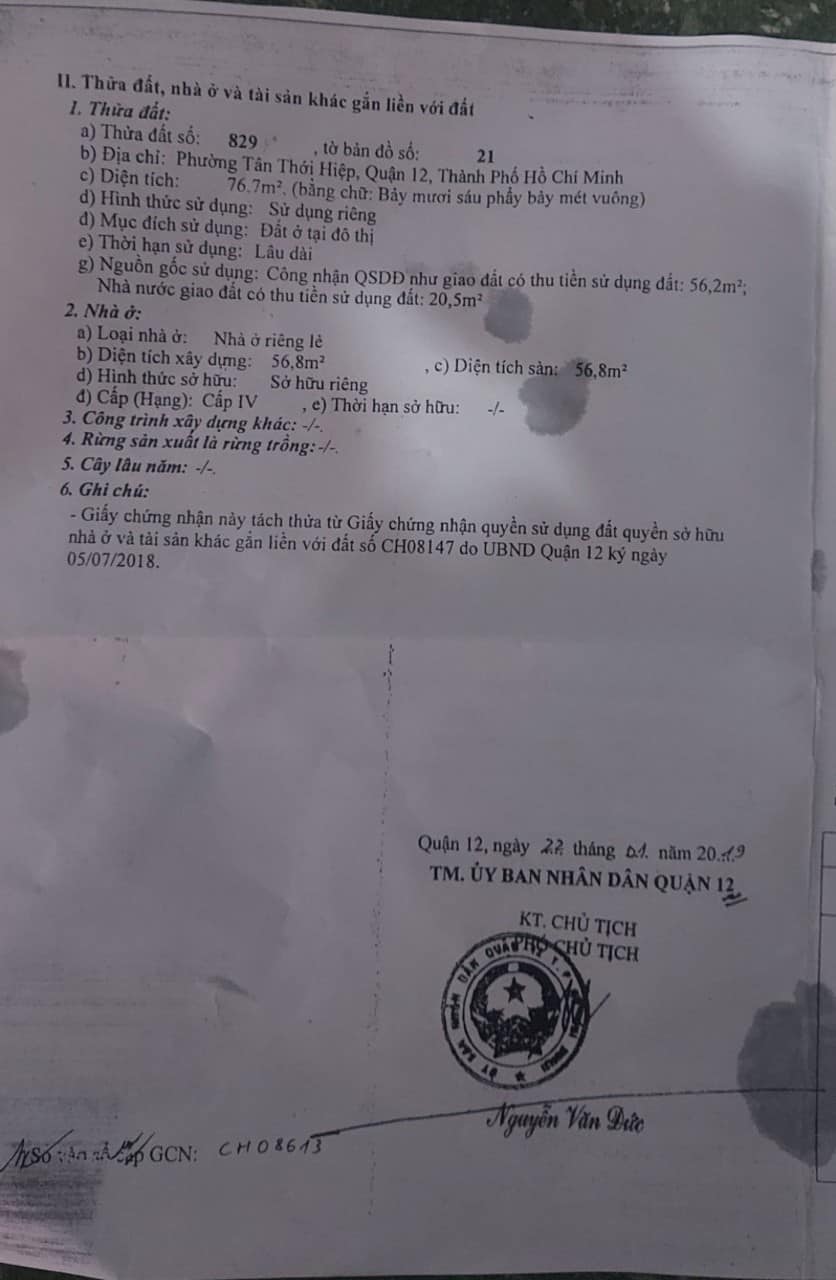 II. Thửa đất, nhà ở và tài sản khác gắn liền với đất
1. Thửa đất:
a) Thửa đất số: 829 , tờ bản đồ số: 21
b) Địa chỉ: Phường Tân Thới Hiệp, Quận 12, Thành Phố Hồ Chí Minh
c) Diện tích: 76.7m². (bằng chữ: Bảy mươi sáu phẩy bảy mét vuông)
d) Hình thức sử dụng: Sử dụng riêng
đ) Mục đích sử dụng: Đất ở tại đô thị
e) Thời hạn sử dụng: Lâu dài
g) Nguồn gốc sử dụng: Công nhận QSDĐ như giao đất có thu tiền sử dụng đất: 56,2m²;
Nhà nước giao đất có thu tiền sử dụng đất: 20,5m²
2. Nhà ở:
a) Loại nhà ở: Nhà ở riêng lẻ
b) Diện tích xây dựng: 56,8m² , c) Diện tích sàn: 56,8m²
d) Hình thức sở hữu: Sở hữu riêng
đ) Cấp (Hạng): Cấp IV , e) Thời hạn sở hữu: -/-
3. Công trình xây dựng khác: -/-.
4. Rừng sản xuất là rừng trồng: -/-.
5. Cây lâu năm: -/-.
6. Ghi chú:
- Giấy chứng nhận này tách thửa từ Giấy chứng nhận quyền sử dụng đất quyền sở hữu
nhà ở và tài sản khác gắn liền với đất số CH08147 do UBND Quận 12 ký ngày
05/07/2018.
Quận 12, ngày 22 tháng 01 năm 2019
TM. ỦY BAN NHÂN DÂN QUẬN 12
KT. CHỦ TỊCH
PHÓ CHỦ TỊCH
Nguyễn Văn Đức
Số GCN: CH08613